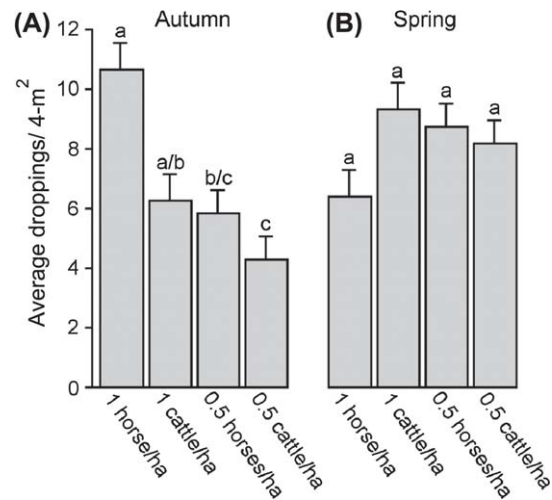 (A) Autumn
(B) Spring
Average droppings/ 4-m²
12
10
8
6
4
2
0
a
a/b
b/c
c
a
a
a
a
1 horse/ha
1 cattle/ha
0.5 horses/ha
0.5 cattle/ha
1 horse/ha
1 cattle/ha
0.5 horses/ha
0.5 cattle/ha